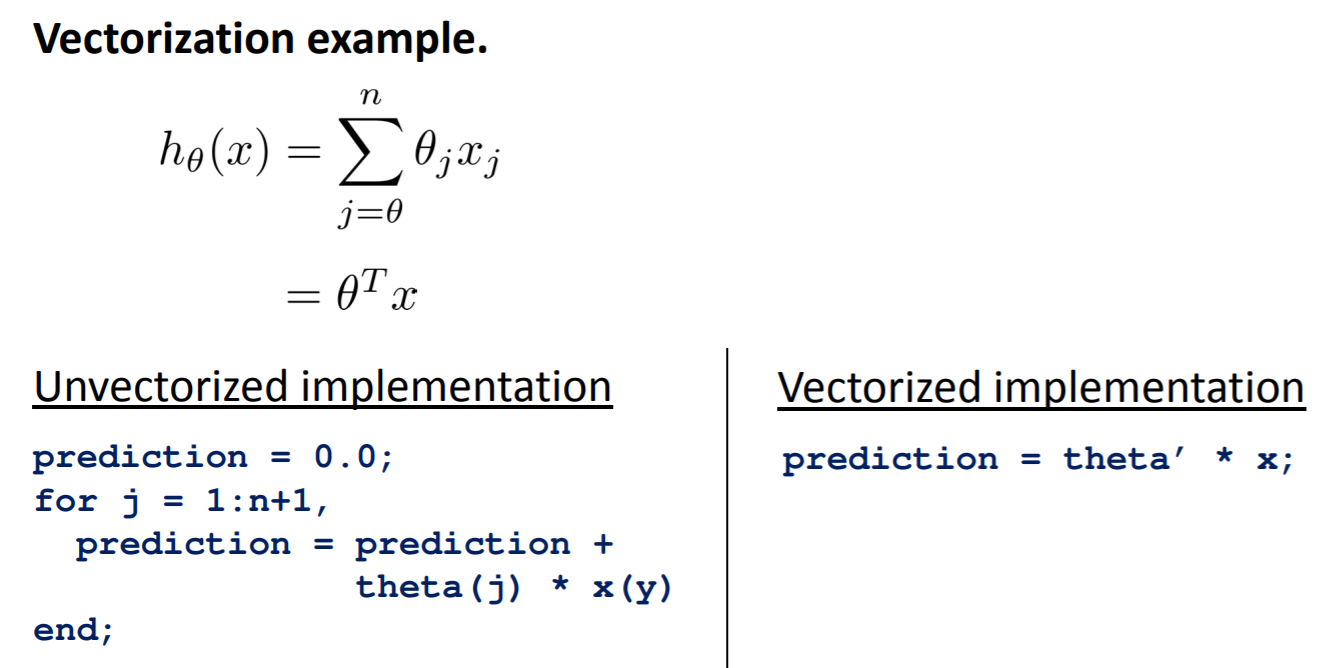 Vectorization example.
$h_\theta(x) = \sum_{j=\theta}^{n} \theta_j x_j$
$= \theta^T x$
Unvectorized implementation
prediction = 0.0;
for j = 1:n+1,
prediction = prediction +
theta(j) * x(y)
end;
Vectorized implementation
prediction = theta’ * x;